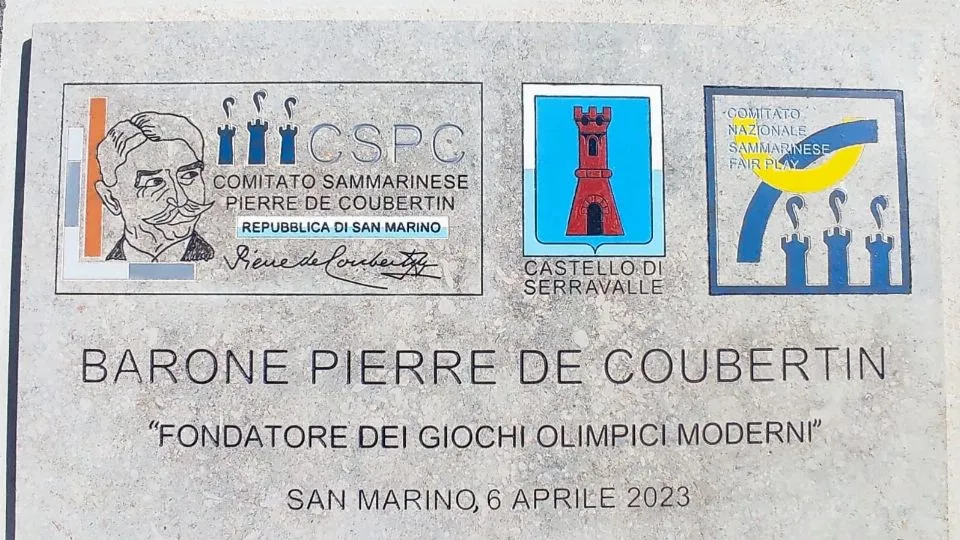 CSPC
COMITATO SAMMARINESE
PIERRE DE COUBERTIN
REPUBBLICA DI SAN MARINO
Pierre de Coubertin
CASTELLO DI
SERRAVALLE
COMITATO
NAZIONALE
SAMMARINESE
FAIR PLAY
BARONE PIERRE DE COUBERTIN
“FONDATORE DEI GIOCHI OLIMPICI MODERNI”
SAN MARINO, 6 APRILE 2023